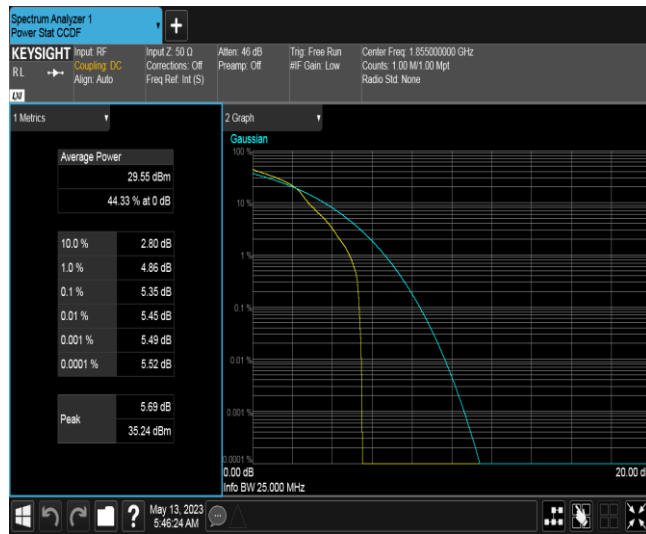 Spectrum Analyzer 1
Power Stat CCDF
+
KEYSIGHT
R L
LXI
Input: RF
Coupling: DC
Align: Auto
Input Z: 50 Ω
Corrections: Off
Freq Ref: Int (S)
Atten: 46 dB
Preamp: Off
Trig: Free Run
#IF Gain: Low
Center Freq: 1.855000000 GHz
Counts: 1.00 M/1.00 Mpt
Radio Std: None
1 Metrics
Average Power
29.55 dBm
44.33 % at 0 dB
10.0 % 2.80 dB
1.0 % 4.86 dB
0.1 % 5.35 dB
0.01 % 5.45 dB
0.001 % 5.49 dB
0.0001 % 5.52 dB
Peak
5.69 dB
35.24 dBm
2 Graph
Gaussian
100 %
10 %
1 %
0.1 %
0.01 %
0.001 %
0.0001 %
0.00 dB
20.00 d
Info BW 25.000 MHz
?
May 13, 2023
5:46:24 AM